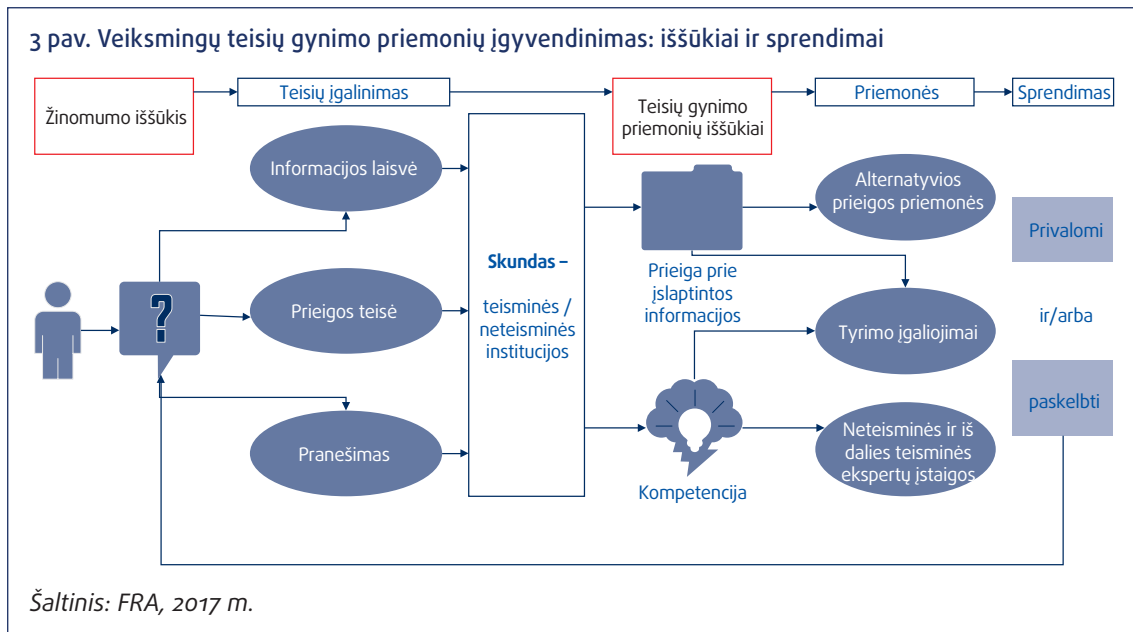 3 pav. Veiksmingų teisių gynimo priemonių įgyvendinimas: iššūkiai ir sprendimai
Žinomumo iššūkis
Teisių įgalinimas
Teisių gynimo
priemonių iššūkiai
Priemonės
Sprendimas
Informacijos laisvė
Prieigos teisė
Pranešimas
?
Skundas –
teisminės /
neteisminės
institucijos
Prieiga prie
įslaptintos
informacijos
Kompetencija
Alternatyvios
prieigos priemonės
Tyrimo įgaliojimai
Neteisminės ir iš
dalies teisminės
ekspertų įstaigos
Privalomi
ir/arba
paskelbti
Šaltinis: FRA, 2017 m.